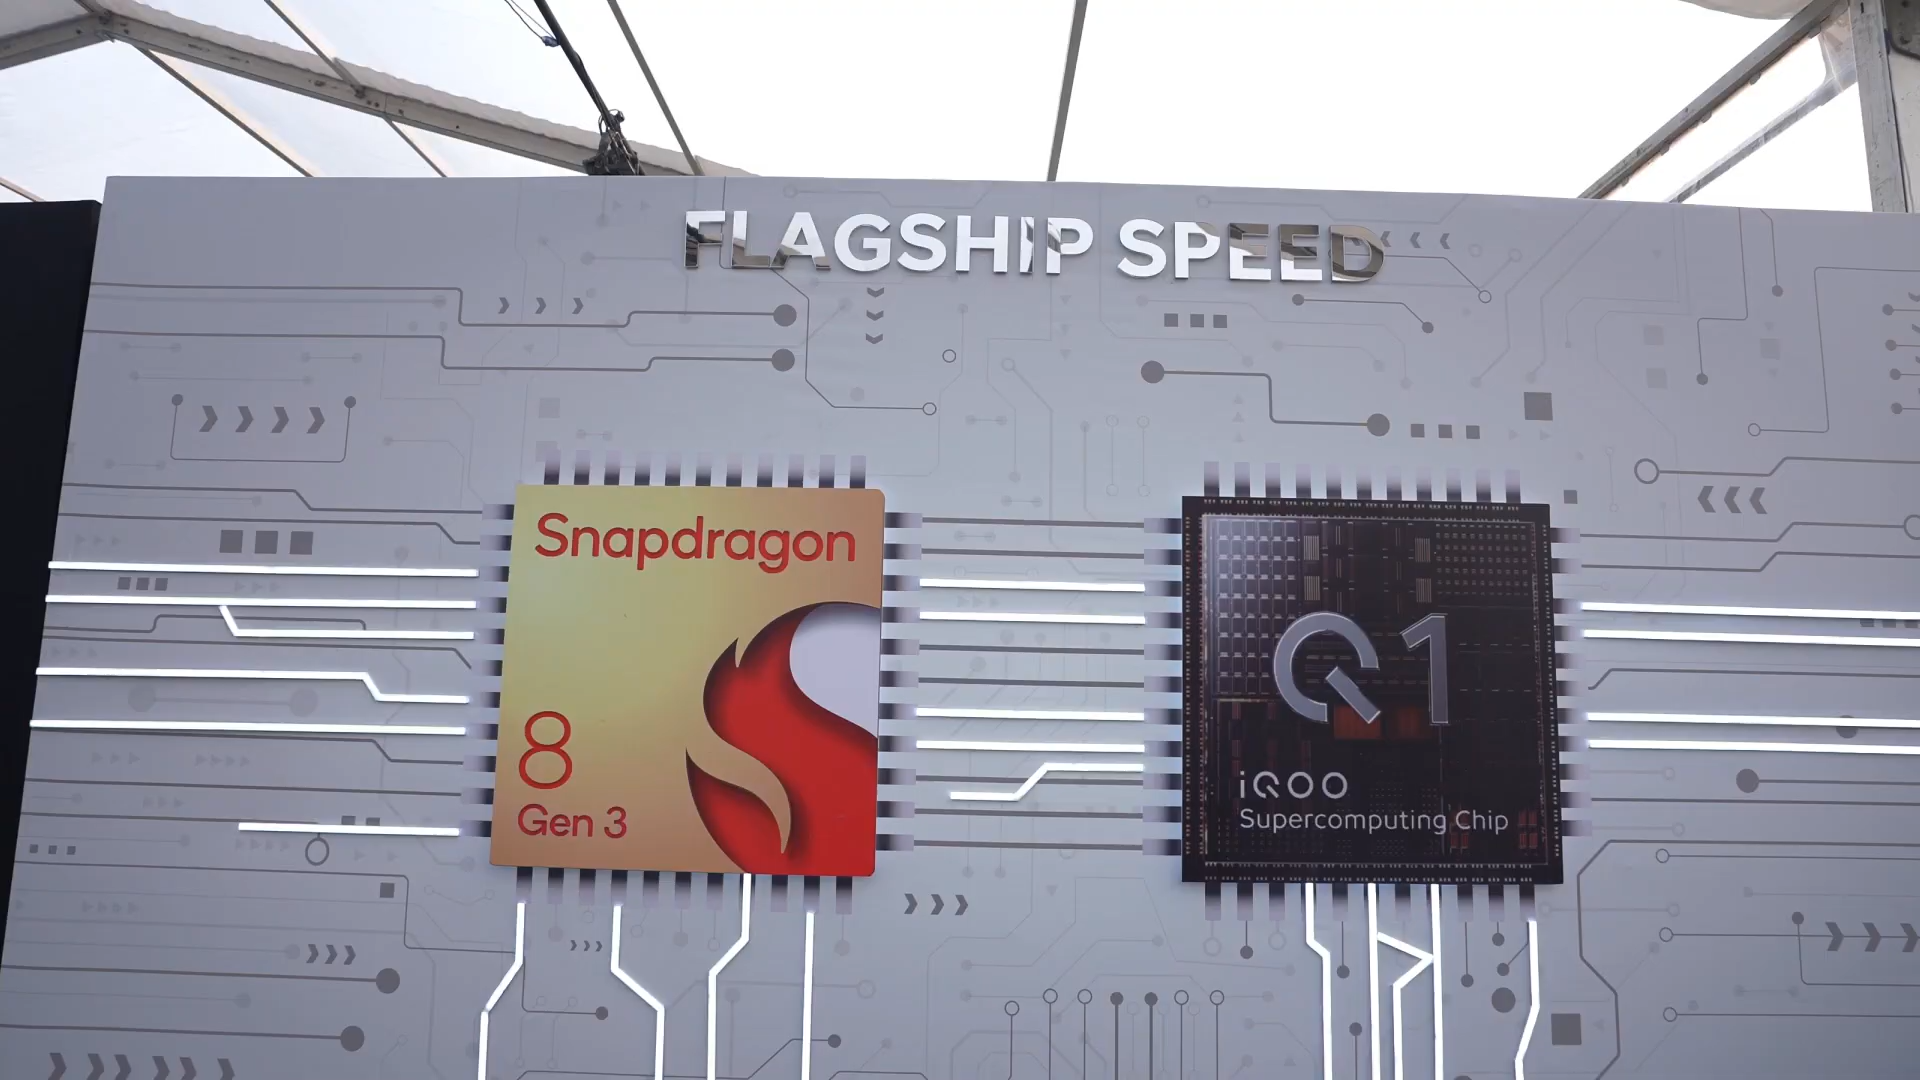 FLAGSHIP SPEED
Snapdragon
8
Gen 3
Q1
iQOO
Supercomputing Chip